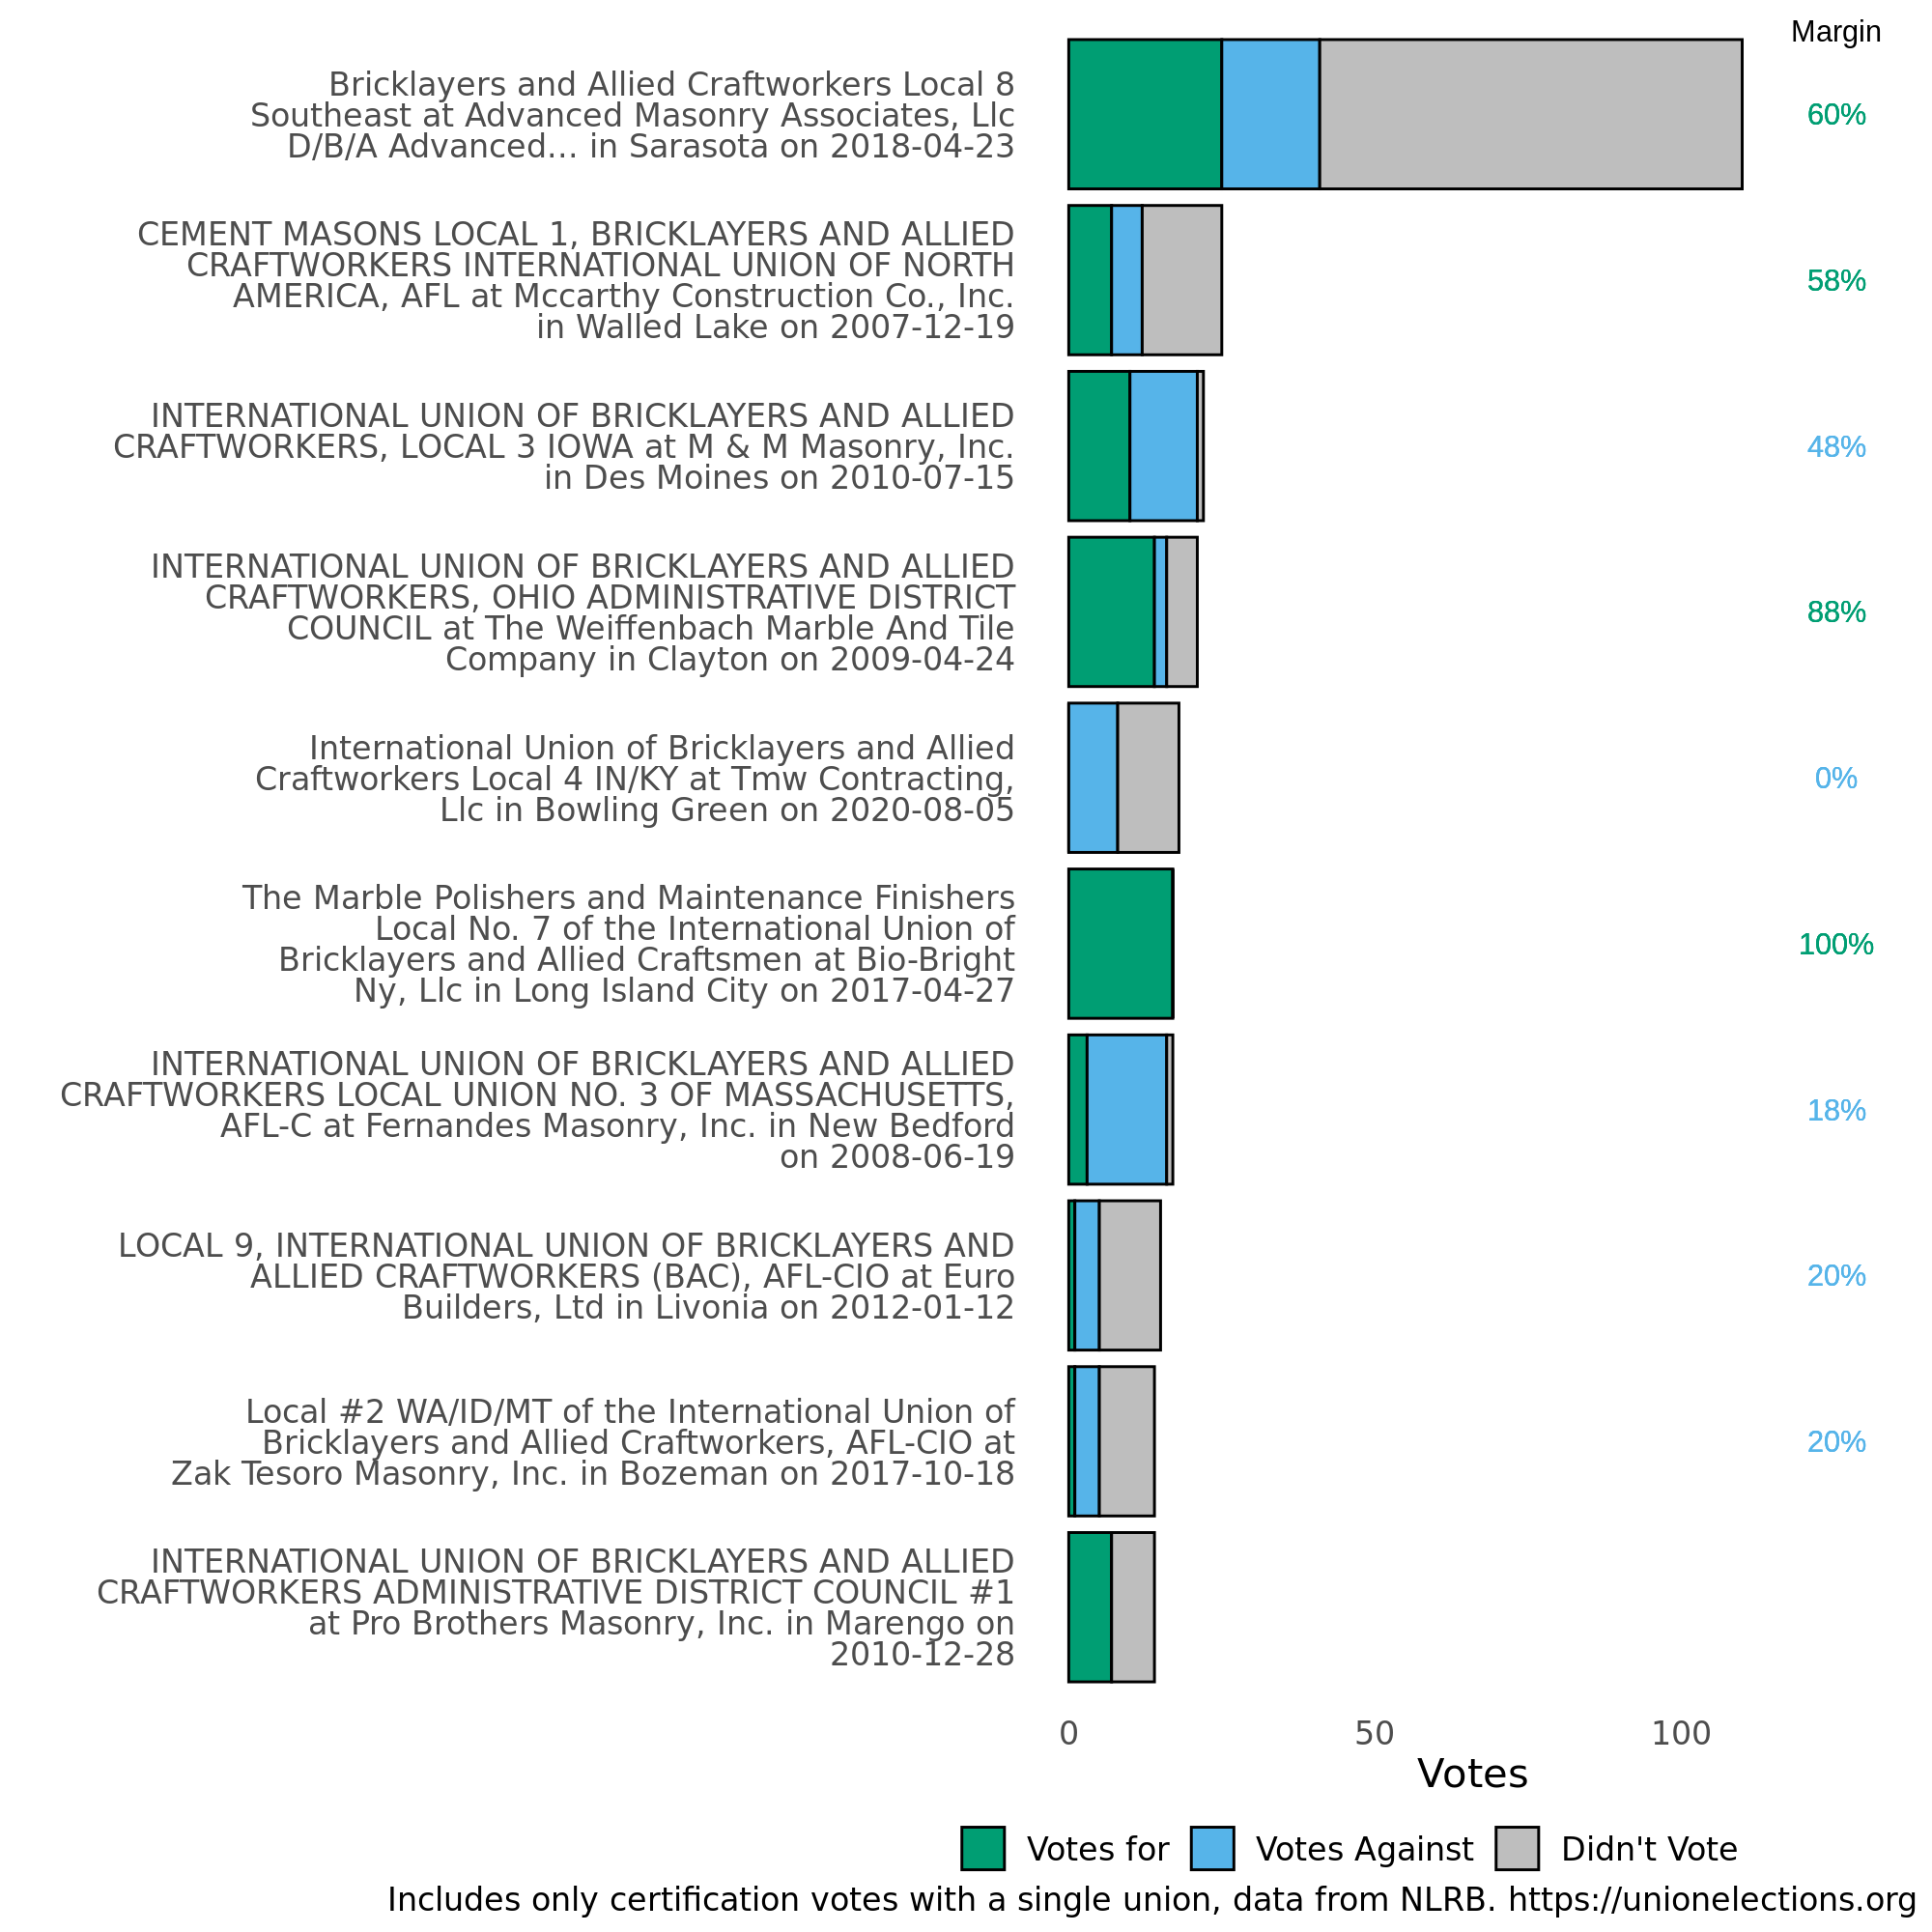 Margin
Bricklayers and Allied Craftworkers Local 8
Southeast at Advanced Masonry Associates, Llc
D/B/A Advanced... in Sarasota on 2018-04-23
60%
CEMENT MASONS LOCAL 1, BRICKLAYERS AND ALLIED
CRAFTWORKERS INTERNATIONAL UNION OF NORTH
AMERICA, AFL at Mccarthy Construction Co., Inc.
in Walled Lake on 2007-12-19
58%
INTERNATIONAL UNION OF BRICKLAYERS AND ALLIED
CRAFTWORKERS, LOCAL 3 IOWA at M & M Masonry, Inc.
in Des Moines on 2010-07-15
48%
INTERNATIONAL UNION OF BRICKLAYERS AND ALLIED
CRAFTWORKERS, OHIO ADMINISTRATIVE DISTRICT
COUNCIL at The Weiffenbach Marble And Tile
Company in Clayton on 2009-04-24
88%
International Union of Bricklayers and Allied
Craftworkers Local 4 IN/KY at Tmw Contracting,
Llc in Bowling Green on 2020-08-05
0%
The Marble Polishers and Maintenance Finishers
Local No. 7 of the International Union of
Bricklayers and Allied Craftsmen at Bio-Bright
Ny, Llc in Long Island City on 2017-04-27
100%
INTERNATIONAL UNION OF BRICKLAYERS AND ALLIED
CRAFTWORKERS LOCAL UNION NO. 3 OF MASSACHUSETTS,
AFL-C at Fernandes Masonry, Inc. in New Bedford
on 2008-06-19
18%
LOCAL 9, INTERNATIONAL UNION OF BRICKLAYERS AND
ALLIED CRAFTWORKERS (BAC), AFL-CIO at Euro
Builders, Ltd in Livonia on 2012-01-12
20%
Local #2 WA/ID/MT of the International Union of
Bricklayers and Allied Craftworkers, AFL-CIO at
Zak Tesoro Masonry, Inc. in Bozeman on 2017-10-18
20%
INTERNATIONAL UNION OF BRICKLAYERS AND ALLIED
CRAFTWORKERS ADMINISTRATIVE DISTRICT COUNCIL #1
at Pro Brothers Masonry, Inc. in Marengo on
2010-12-28
0 50 100
Votes
Votes for Votes Against Didn't Vote
Includes only certification votes with a single union, data from NLRB. https://unionelections.org